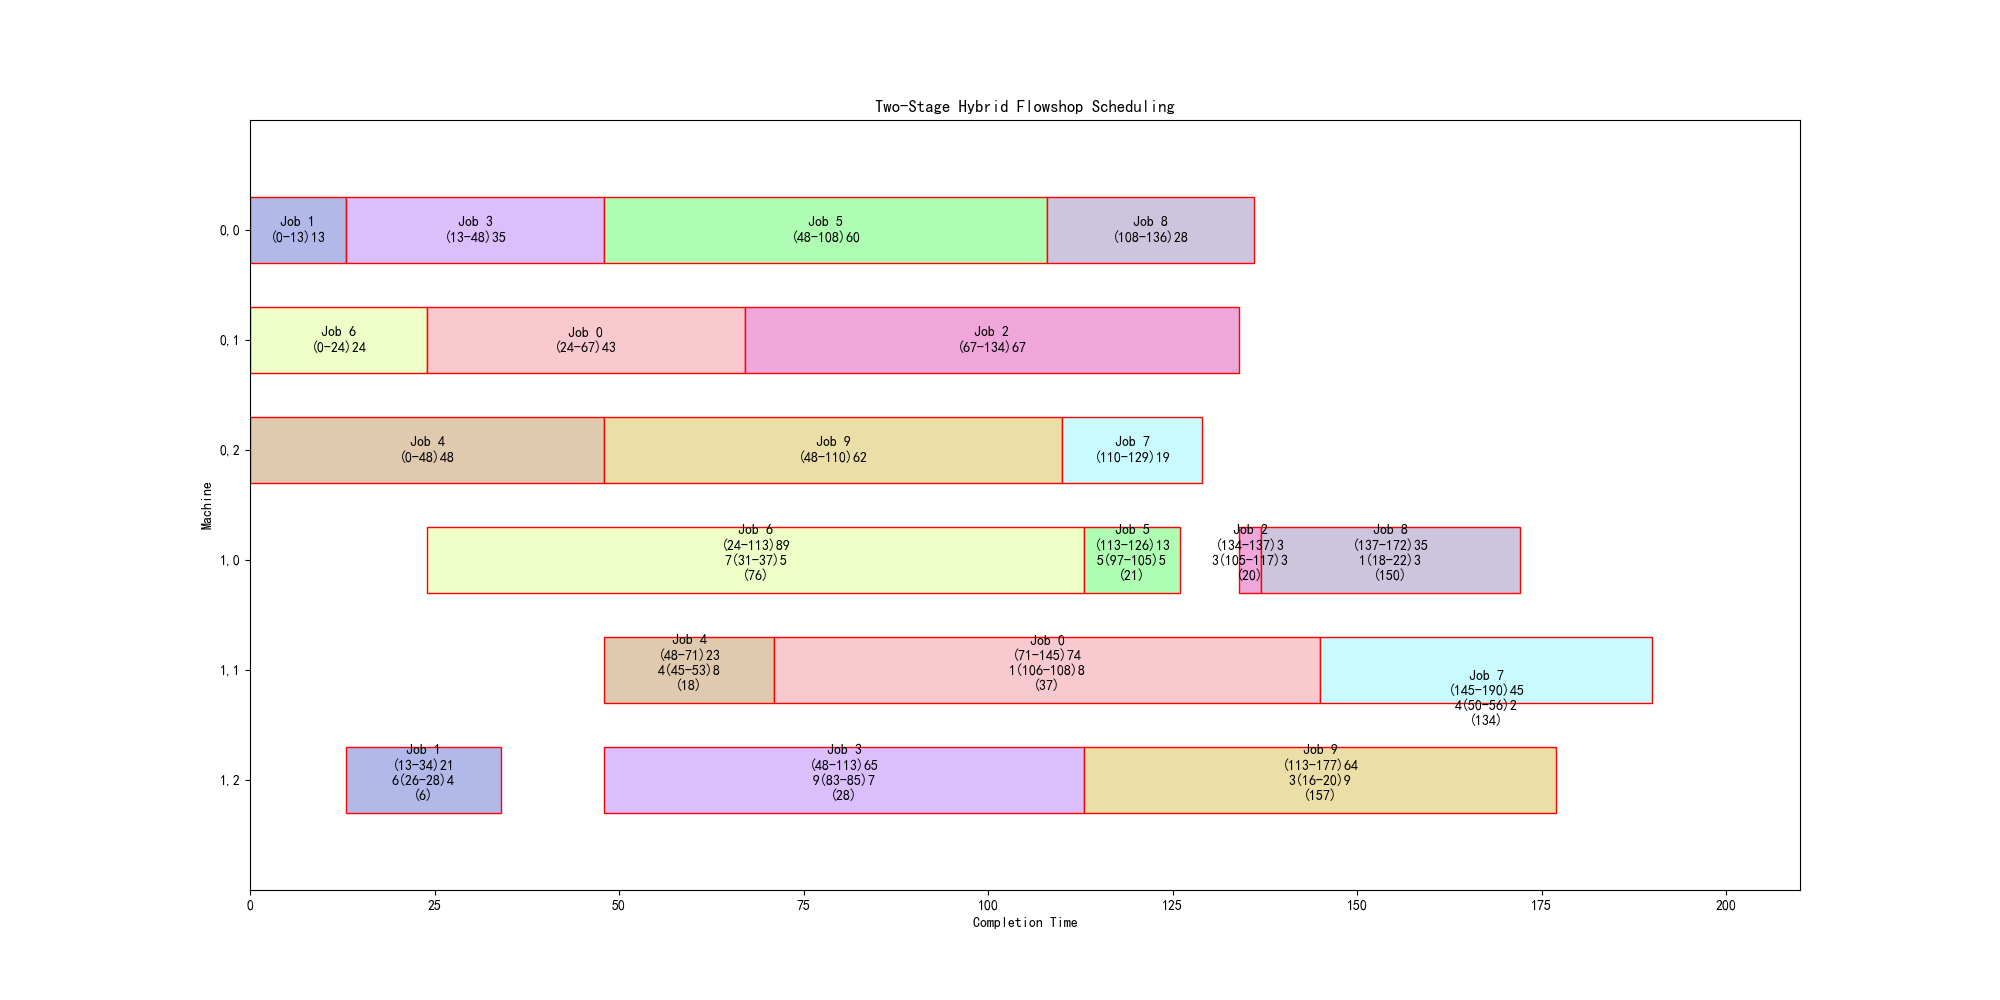 Two-Stage Hybrid Flowshop Scheduling
0,0
Job 1
(0-13)13
Job 3
(13-48)35
Job 5
(48-108)60
Job 8
(108-136)28
0,1
Job 6
(0-24)24
Job 0
(24-67)43
Job 2
(67-134)67
0,2
Job 4
(0-48)48
Job 9
(48-110)62
Job 7
(110-129)19
Machine
1,0
Job 6
(24-113)89
7(31-37)5
(76)
Job 5
(113-126)13
5(97-105)5
(21)
Job 2
(134-137)3
3(105-117)3
(20)
Job 8
(137-172)35
1(18-22)3
(150)
1,1
Job 4
(48-71)23
4(45-53)8
(18)
Job 0
(71-145)74
1(106-108)8
(37)
Job 7
(145-190)45
4(50-56)2
(134)
1,2
Job 1
(13-34)21
6(26-28)4
(6)
Job 3
(48-113)65
9(83-85)7
(28)
Job 9
(113-177)64
3(16-20)9
(157)
0 25 50 75 100 125 150 175 200
Completion Time